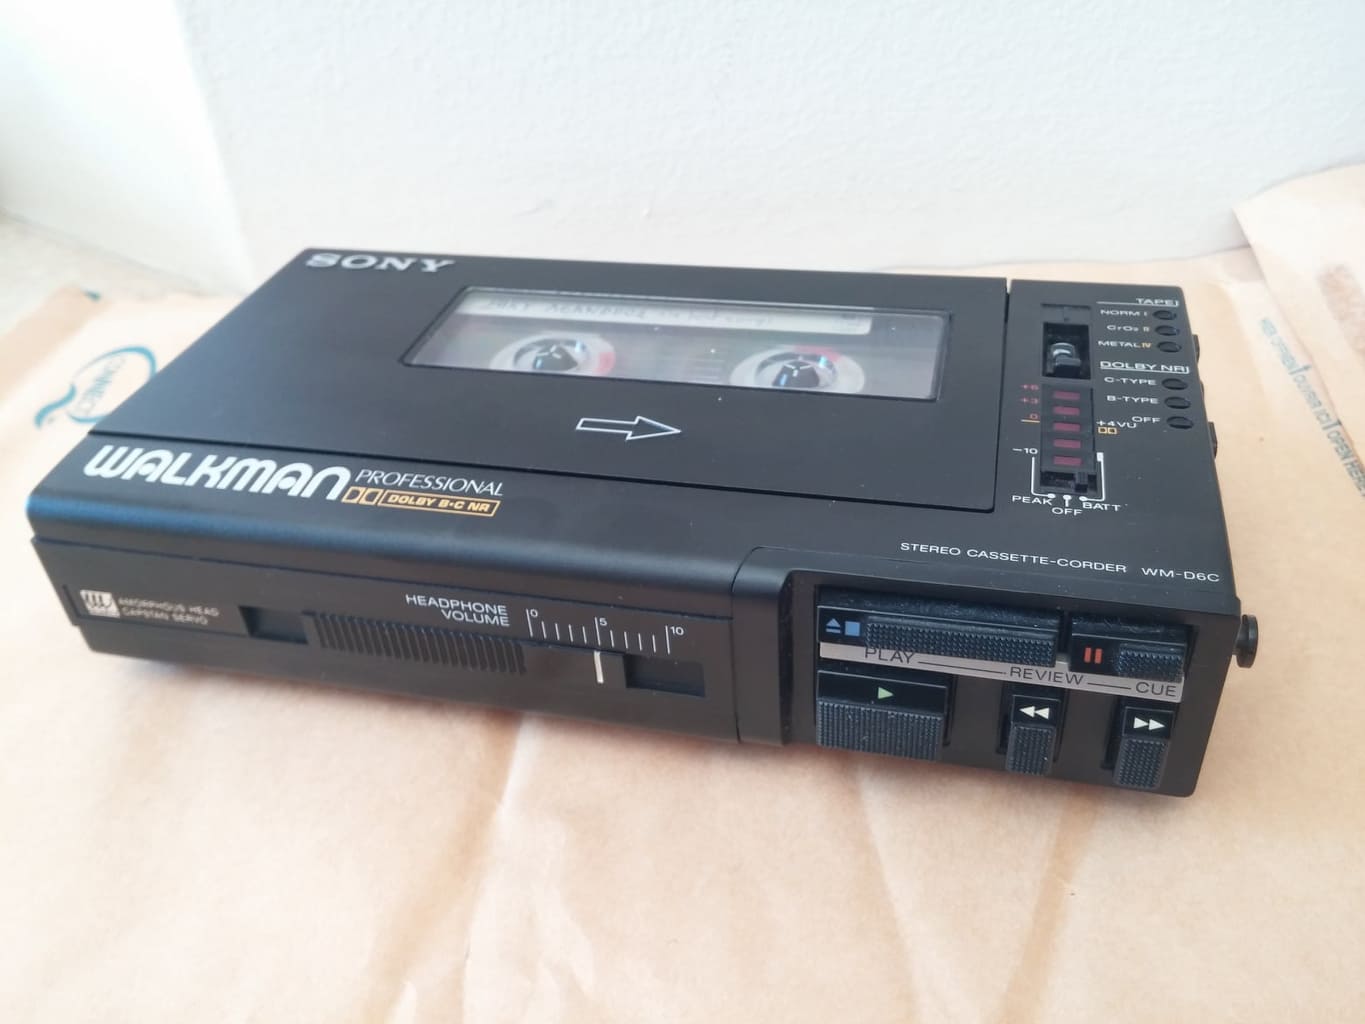 SONY
WALKMAN PROFESSIONAL
DOLBY B·C NR
AMORPHOUS HEAD
CAPSTAN SERVO
HEADPHONE
VOLUME
0 5 10
TAPE
NORM I
CrO₂ II
METAL IV
DOLBY NR
C-TYPE
B-TYPE
OFF
+6
+3
0
+4VU
-10
PEAK OFF BATT
STEREO CASSETTE-CORDER WM-D6C
PLAY REVIEW CUE
CONNECT